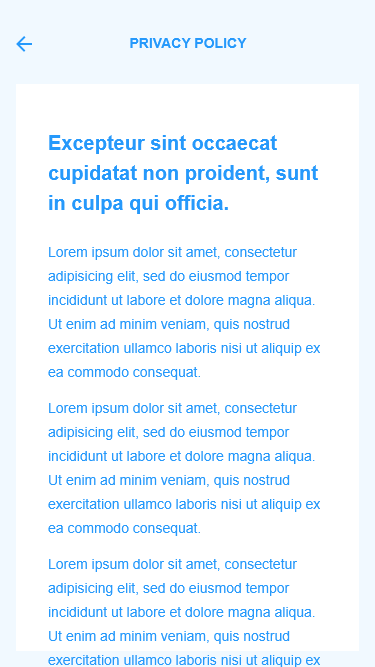 PRIVACY POLICY
Excepteur sint occaecat
cupidatat non proident, sunt
in culpa qui officia.
Lorem ipsum dolor sit amet, consectetur
adipisicing elit, sed do eiusmod tempor
incididunt ut labore et dolore magna aliqua.
Ut enim ad minim veniam, quis nostrud
exercitation ullamco laboris nisi ut aliquip ex
ea commodo consequat.
Lorem ipsum dolor sit amet, consectetur
adipisicing elit, sed do eiusmod tempor
incididunt ut labore et dolore magna aliqua.
Ut enim ad minim veniam, quis nostrud
exercitation ullamco laboris nisi ut aliquip ex
ea commodo consequat.
Lorem ipsum dolor sit amet, consectetur
adipisicing elit, sed do eiusmod tempor
incididunt ut labore et dolore magna aliqua.
Ut enim ad minim veniam, quis nostrud
exercitation ullamco laboris nisi ut aliquip ex